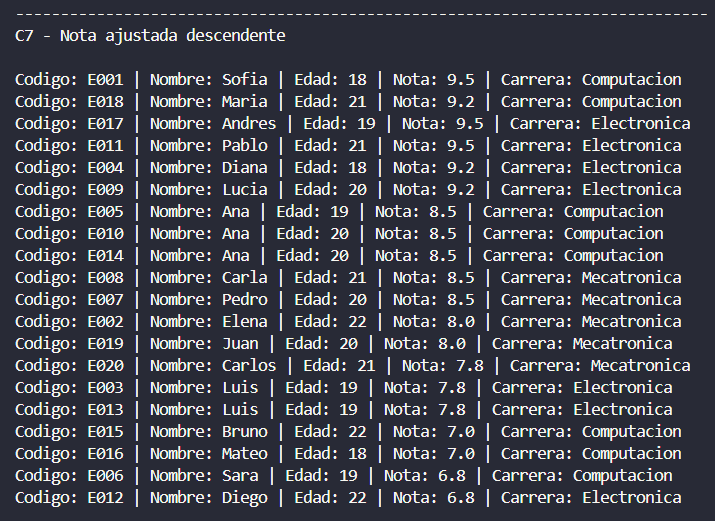 -----------------------------------------------------------------------------
C7 - Nota ajustada descendente
Codigo: E001 | Nombre: Sofia | Edad: 18 | Nota: 9.5 | Carrera: Computacion
Codigo: E018 | Nombre: Maria | Edad: 21 | Nota: 9.2 | Carrera: Computacion
Codigo: E017 | Nombre: Andres | Edad: 19 | Nota: 9.5 | Carrera: Electronica
Codigo: E011 | Nombre: Pablo | Edad: 21 | Nota: 9.5 | Carrera: Electronica
Codigo: E004 | Nombre: Diana | Edad: 18 | Nota: 9.2 | Carrera: Electronica
Codigo: E009 | Nombre: Lucia | Edad: 20 | Nota: 9.2 | Carrera: Electronica
Codigo: E005 | Nombre: Ana | Edad: 19 | Nota: 8.5 | Carrera: Computacion
Codigo: E010 | Nombre: Ana | Edad: 20 | Nota: 8.5 | Carrera: Computacion
Codigo: E014 | Nombre: Ana | Edad: 20 | Nota: 8.5 | Carrera: Computacion
Codigo: E008 | Nombre: Carla | Edad: 21 | Nota: 8.5 | Carrera: Mecatronica
Codigo: E007 | Nombre: Pedro | Edad: 20 | Nota: 8.5 | Carrera: Mecatronica
Codigo: E002 | Nombre: Elena | Edad: 22 | Nota: 8.0 | Carrera: Mecatronica
Codigo: E019 | Nombre: Juan | Edad: 20 | Nota: 8.0 | Carrera: Mecatronica
Codigo: E020 | Nombre: Carlos | Edad: 21 | Nota: 7.8 | Carrera: Mecatronica
Codigo: E003 | Nombre: Luis | Edad: 19 | Nota: 7.8 | Carrera: Electronica
Codigo: E013 | Nombre: Luis | Edad: 19 | Nota: 7.8 | Carrera: Electronica
Codigo: E015 | Nombre: Bruno | Edad: 22 | Nota: 7.0 | Carrera: Computacion
Codigo: E016 | Nombre: Mateo | Edad: 18 | Nota: 7.0 | Carrera: Computacion
Codigo: E006 | Nombre: Sara | Edad: 19 | Nota: 6.8 | Carrera: Computacion
Codigo: E012 | Nombre: Diego | Edad: 22 | Nota: 6.8 | Carrera: Electronica